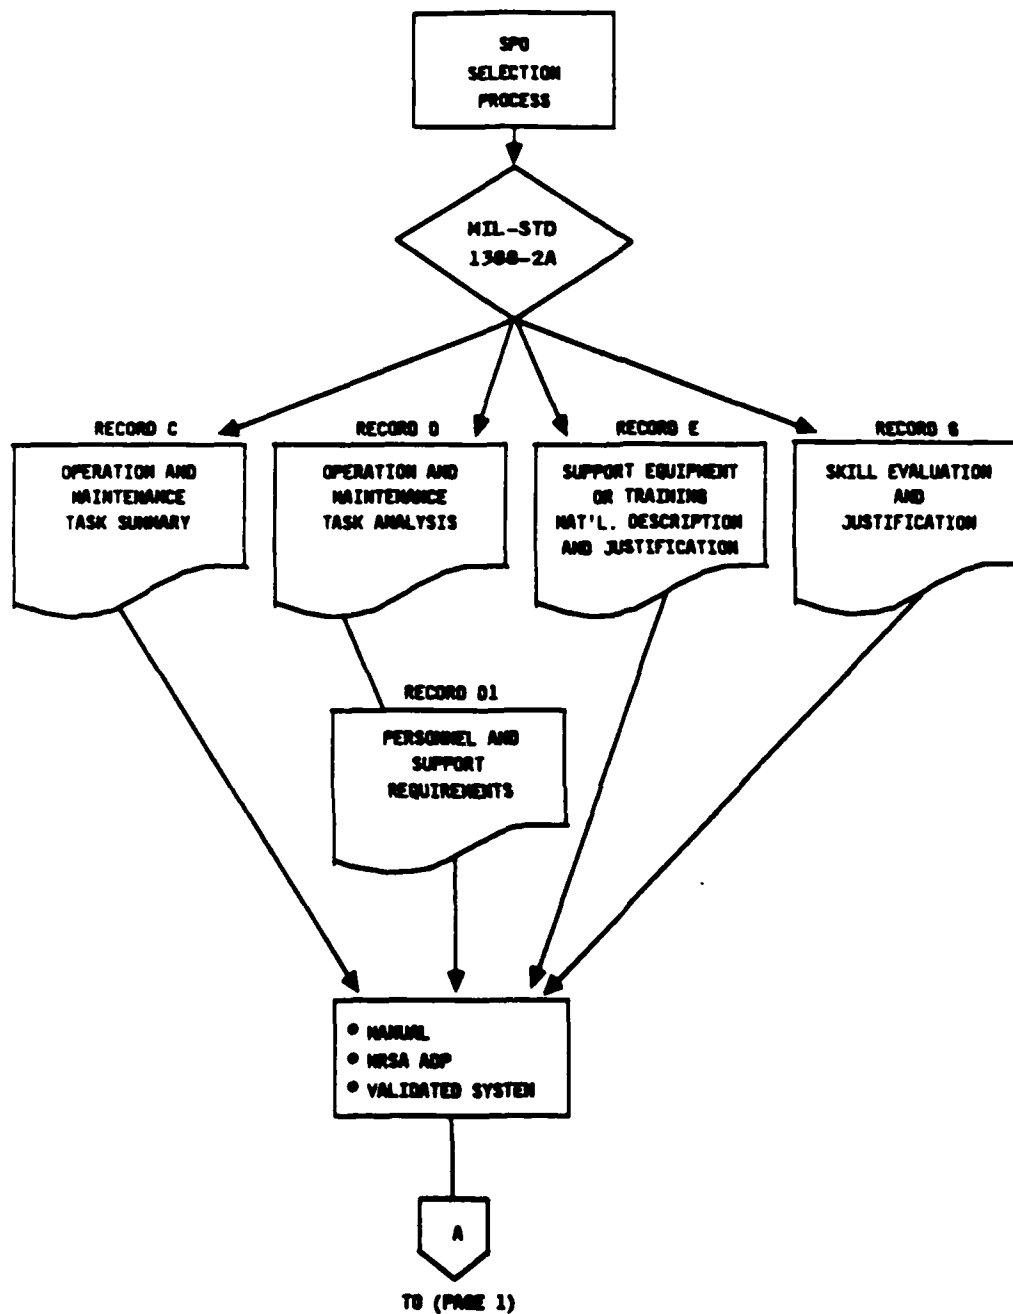 SPO
SELECTION
PROCESS
MIL-STD
1388-2A
RECORD C
OPERATION AND
MAINTENANCE
TASK SUMMARY
RECORD D
OPERATION AND
MAINTENANCE
TASK ANALYSIS
RECORD E
SUPPORT EQUIPMENT
OR TRAINING
MAT'L. DESCRIPTION
AND JUSTIFICATION
RECORD G
SKILL EVALUATION
AND
JUSTIFICATION
RECORD D1
PERSONNEL AND
SUPPORT
REQUIREMENTS
• MANUAL
• MRSA ADP
• VALIDATED SYSTEM
A
TO (PAGE 1)